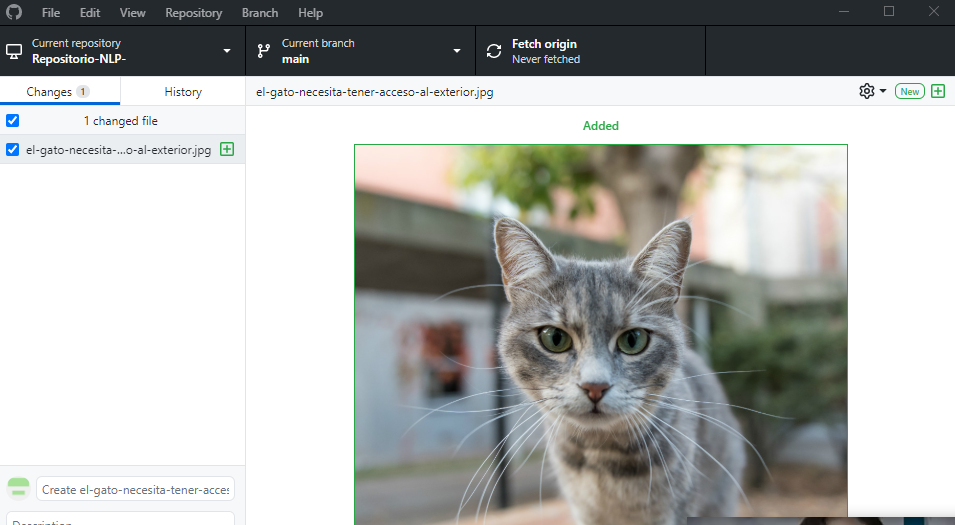 File Edit View Repository Branch Help
Current repository
Repositorio-NLP-
Current branch
main
Fetch origin
Never fetched
Changes 1
History
el-gato-necesita-tener-acceso-al-exterior.jpg
New
1 changed file
Added
el-gato-necesita-...o-al-exterior.jpg
Create el-gato-necesita-tener-acces
Description